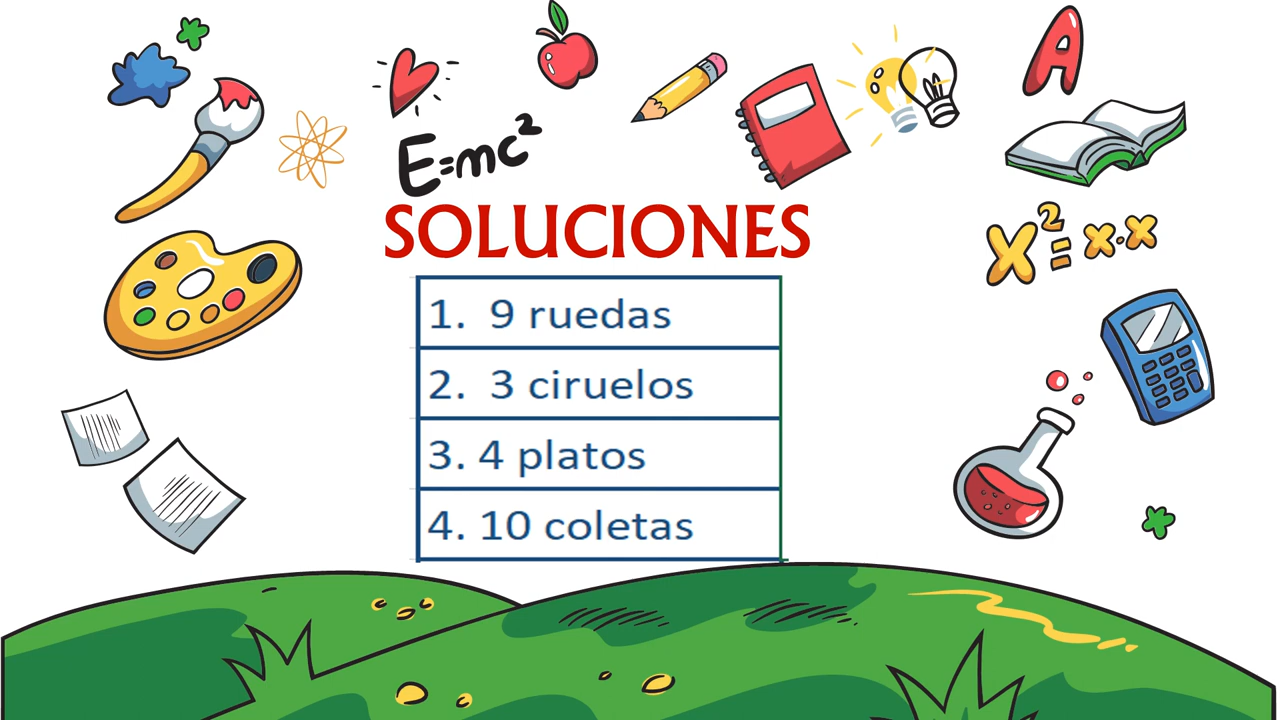 A
E=mc²
SOLUCIONES
X²=x·x
1. 9 ruedas
2. 3 ciruelos
3. 4 platos
4. 10 coletas